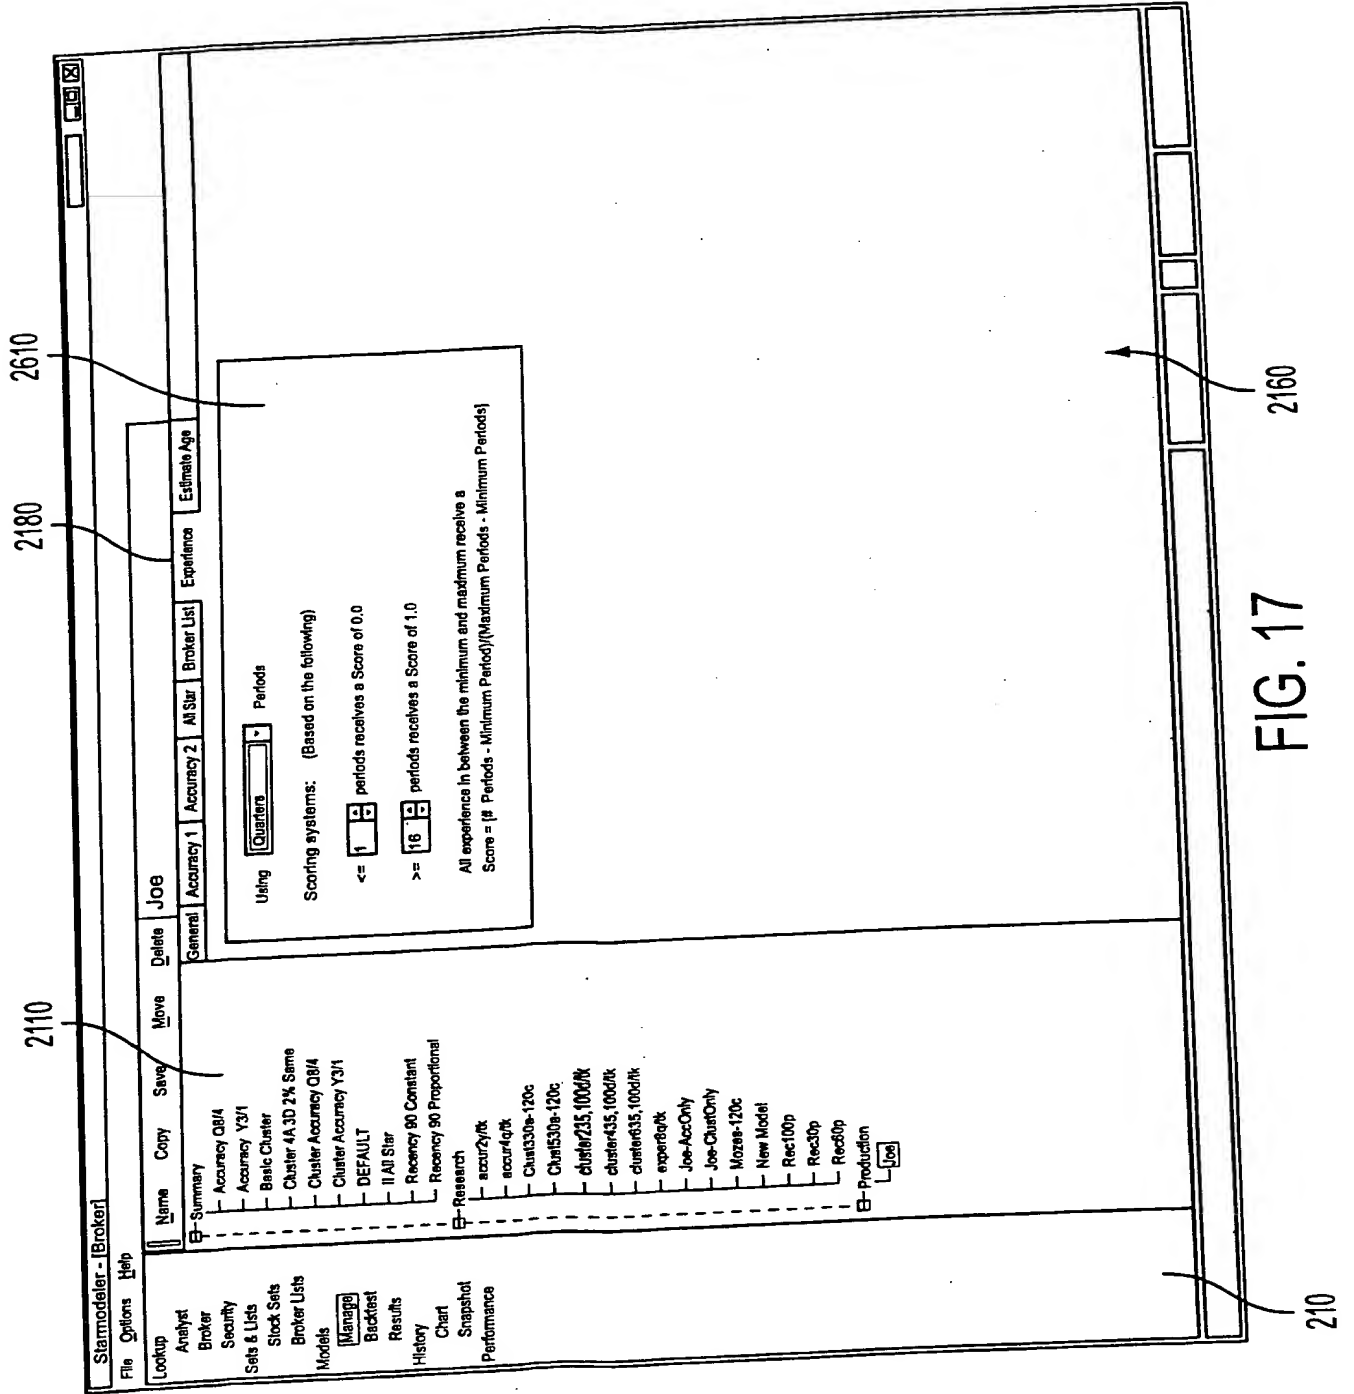 Starmodeler - [Broker]
File Options Help
Lookup
Analyst
Broker
Security
Sets & Lists
Stock Sets
Broker Lists
Models
Manage
Backtest
Results
History
Chart
Snapshot
Performance
Name Copy Save Move Delete Joe
Summary
Accuracy Q8/4
Accuracy Y3/1
Basic Cluster
Cluster 4A 3D 2% Same
Cluster Accuracy Q8/4
Cluster Accuracy Y3/1
DEFAULT
II All Star
Recency 90 Constant
Recency 90 Proportional
Research
accur2y/tk
accur4q/tk
Clust330a-120c
Clust530a-120c
cluster235,100d/tk
cluster435,100d/tk
cluster635,100d/tk
exper8q/tk
Joe-AccOnly
Joe-ClustOnly
Mozes-120c
New Model
Rec100p
Rec30p
Rec60p
Production
Joe
General Accuracy 1 Accuracy 2 All Star Broker List Experience Estimate Age
Using Quarters Periods
Scoring systems: (Based on the following)
<= 1 periods receives a Score of 0.0
>= 16 periods receives a Score of 1.0
All experience in between the minimum and maximum receive a
Score = [# Periods - Minimum Period)/(Maximum Periods - Minimum Periods]
2110
2180
2610
2160
210
FIG. 17